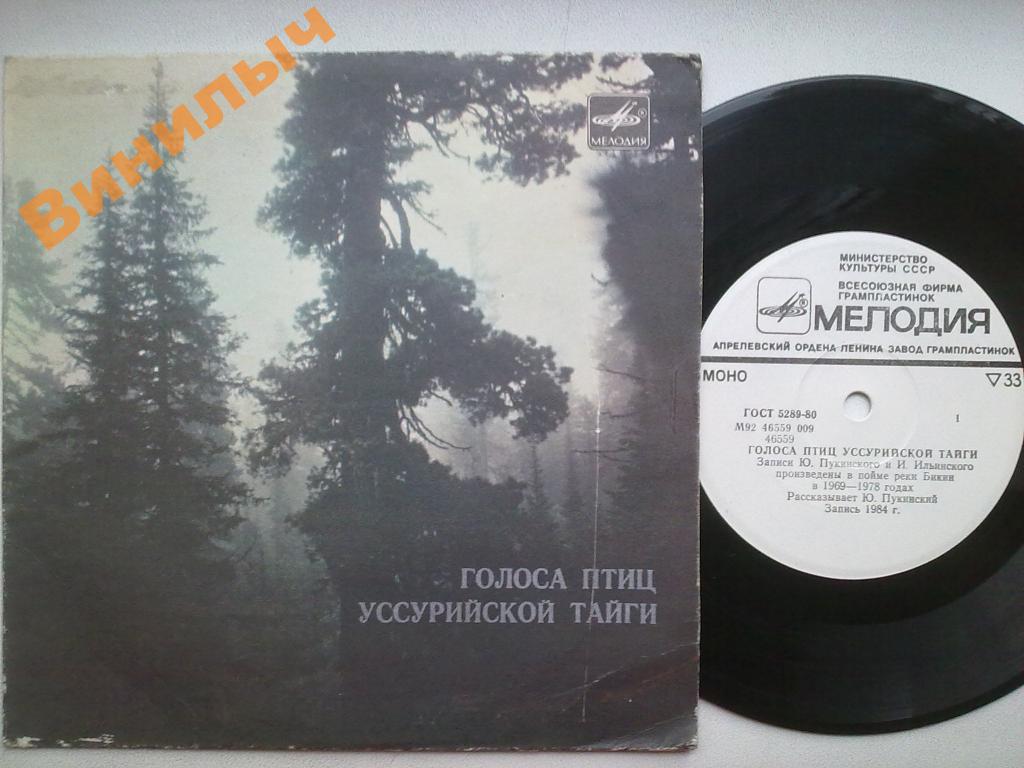 Винилыч
МЕЛОДИЯ
ГОЛОСА ПТИЦ
УССУРИЙСКОЙ ТАЙГИ
МИНИСТЕРСТВО
КУЛЬТУРЫ СССР
ВСЕСОЮЗНАЯ ФИРМА
ГРАМПЛАСТИНОК
МЕЛОДИЯ
АПРЕЛЕВСКИЙ ОРДЕНА ЛЕНИНА ЗАВОД ГРАМПЛАСТИНОК
МОНО ▽33
ГОСТ 5289-80
М92 46559 009 1
46559
ГОЛОСА ПТИЦ УССУРИЙСКОЙ ТАЙГИ
Записи Ю. Пукинского и И. Ильинского
произведены в пойме реки Бикин
в 1969—1978 годах
Рассказывает Ю. Пукинский
Запись 1984 г.